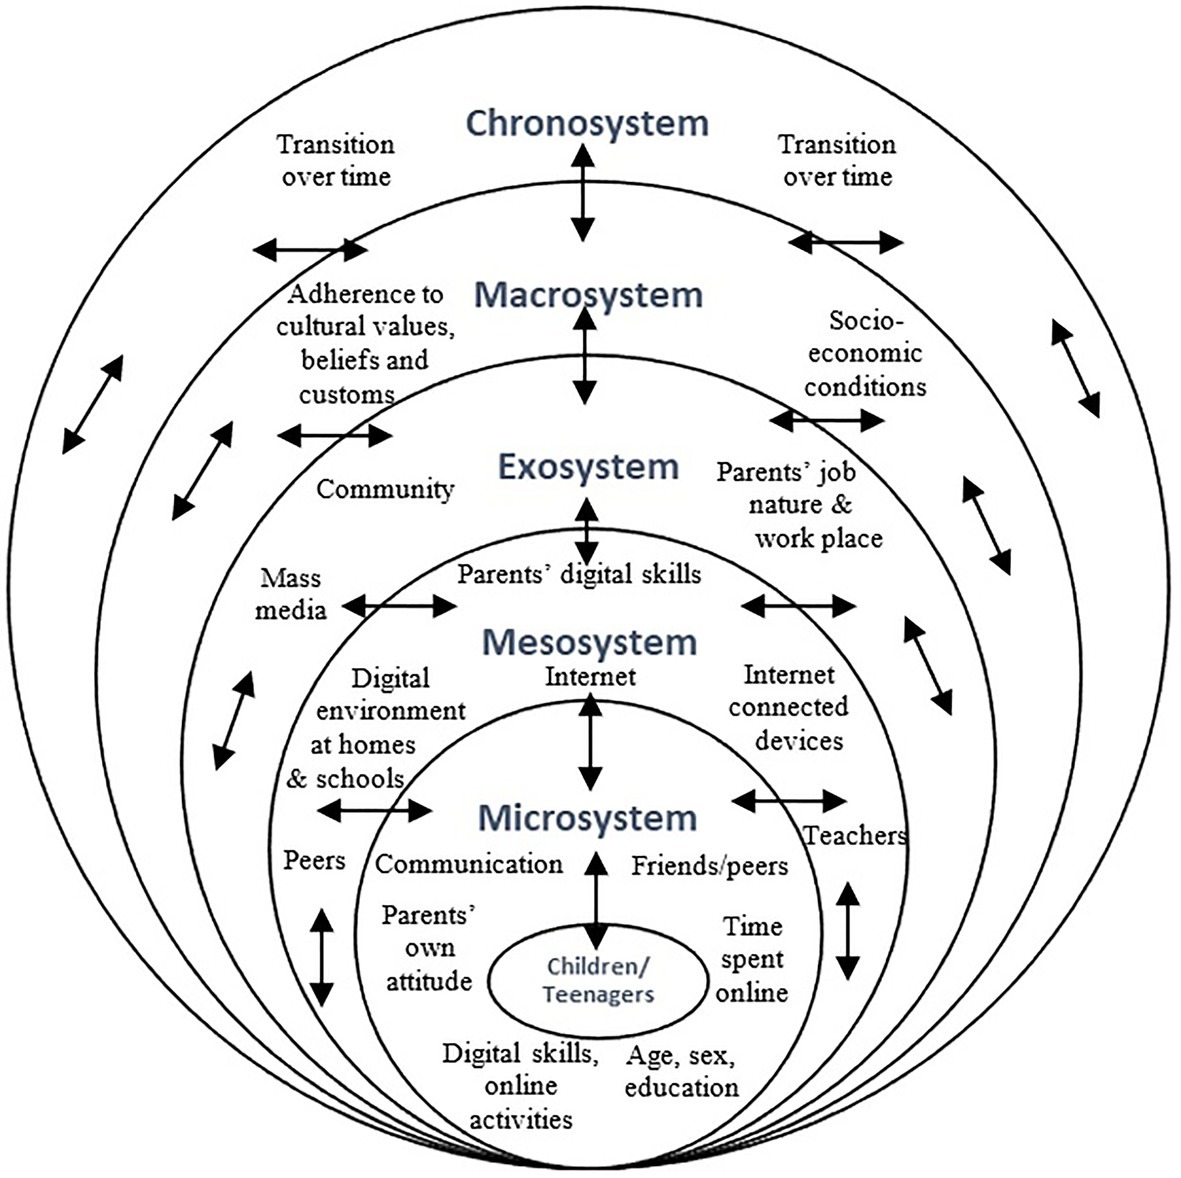 Chronosystem
Transition
over time
Transition
over time
Macrosystem
Adherence to
cultural values,
beliefs and
customs
Socio-
economic
conditions
Exosystem
Community
Parents' job
nature &
work place
Mass
media
Parents' digital skills
Mesosystem
Internet
Digital
environment
at homes
& schools
Internet
connected
devices
Microsystem
Peers
Teachers
Communication
Friends/peers
Parents'
own
attitude
Time
spent
online
Children/
Teenagers
Digital skills,
online
activities
Age, sex,
education